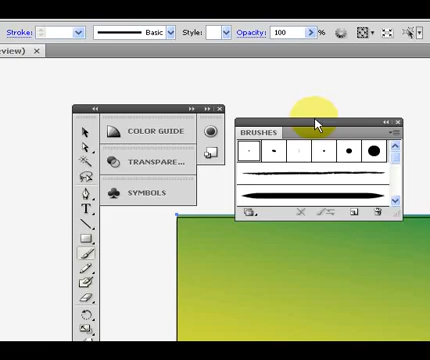 Stroke: Basic Style: Opacity: 100 %
eview) ×
BRUSHES
COLOR GUIDE
TRANSPARE...
SYMBOLS
T